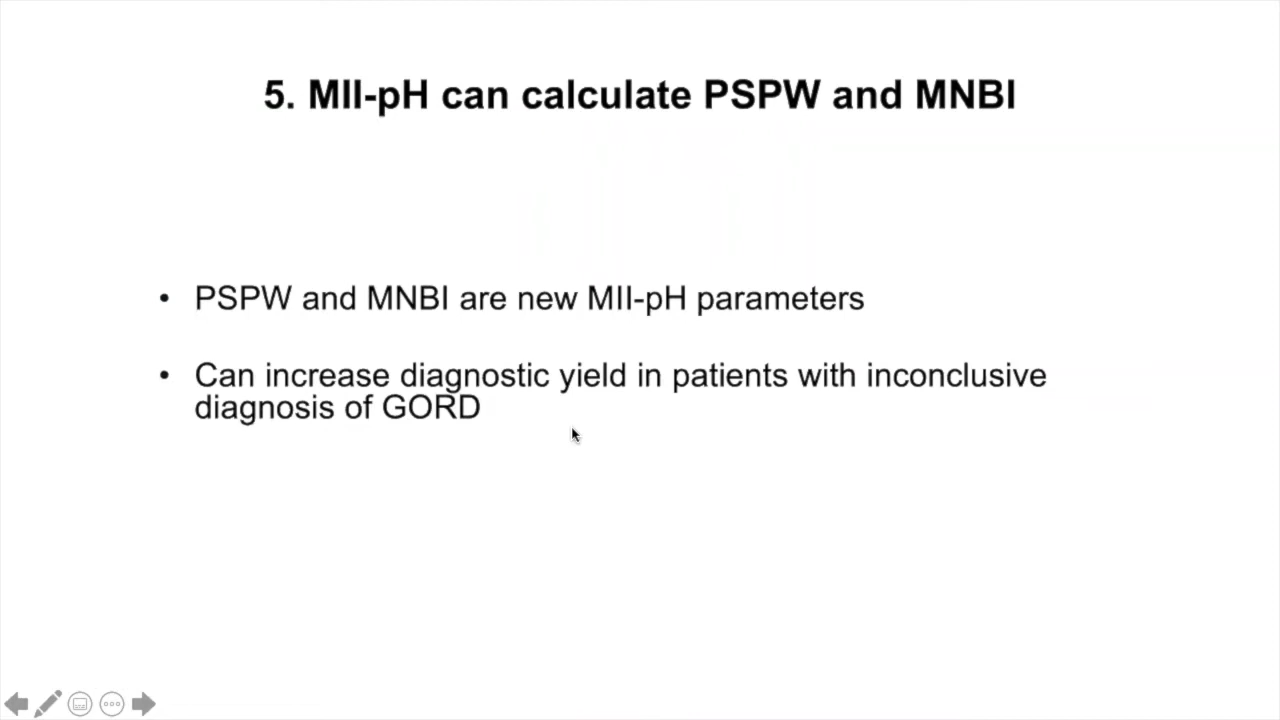 5. MII-pH can calculate PSPW and MNBI
• PSPW and MNBI are new MII-pH parameters
• Can increase diagnostic yield in patients with inconclusive
diagnosis of GORD